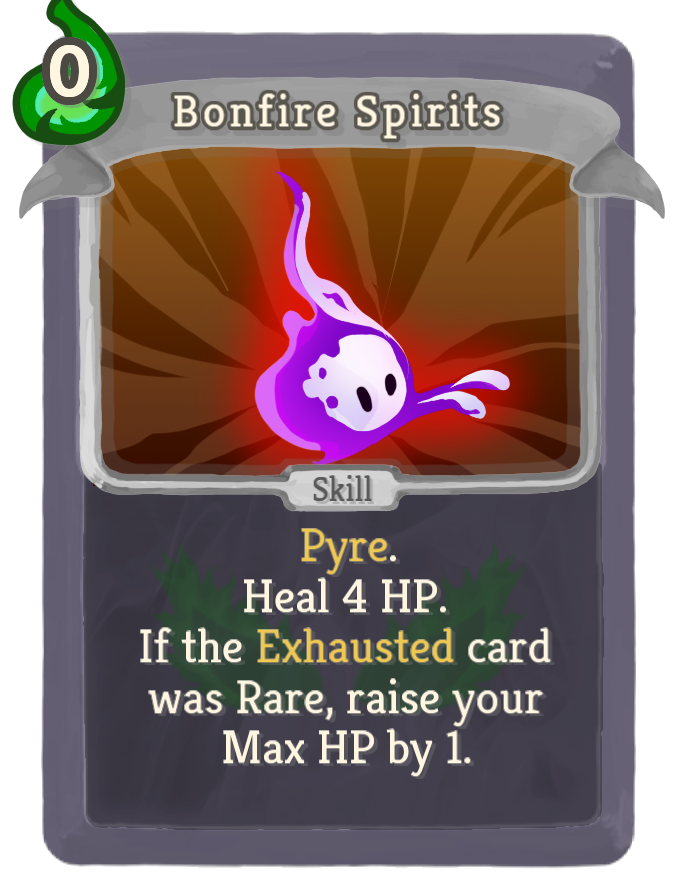 0
Bonfire Spirits
Skill
Pyre.
Heal 4 HP.
If the Exhausted card
was Rare, raise your
Max HP by 1.